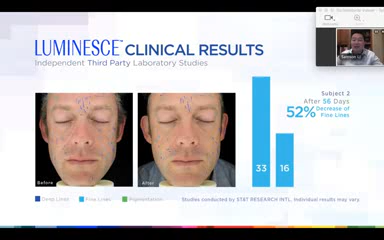 LUMINESCE™ CLINICAL RESULTS
Independent Third Party Laboratory Studies
Subject 2
After 56 Days
52% Decrease of
Fine Lines
33
16
Before
After
Deep Lines
Fine Lines
Pigmentation
Studies conducted by STAT RESEARCH INTL. Individual results may vary.